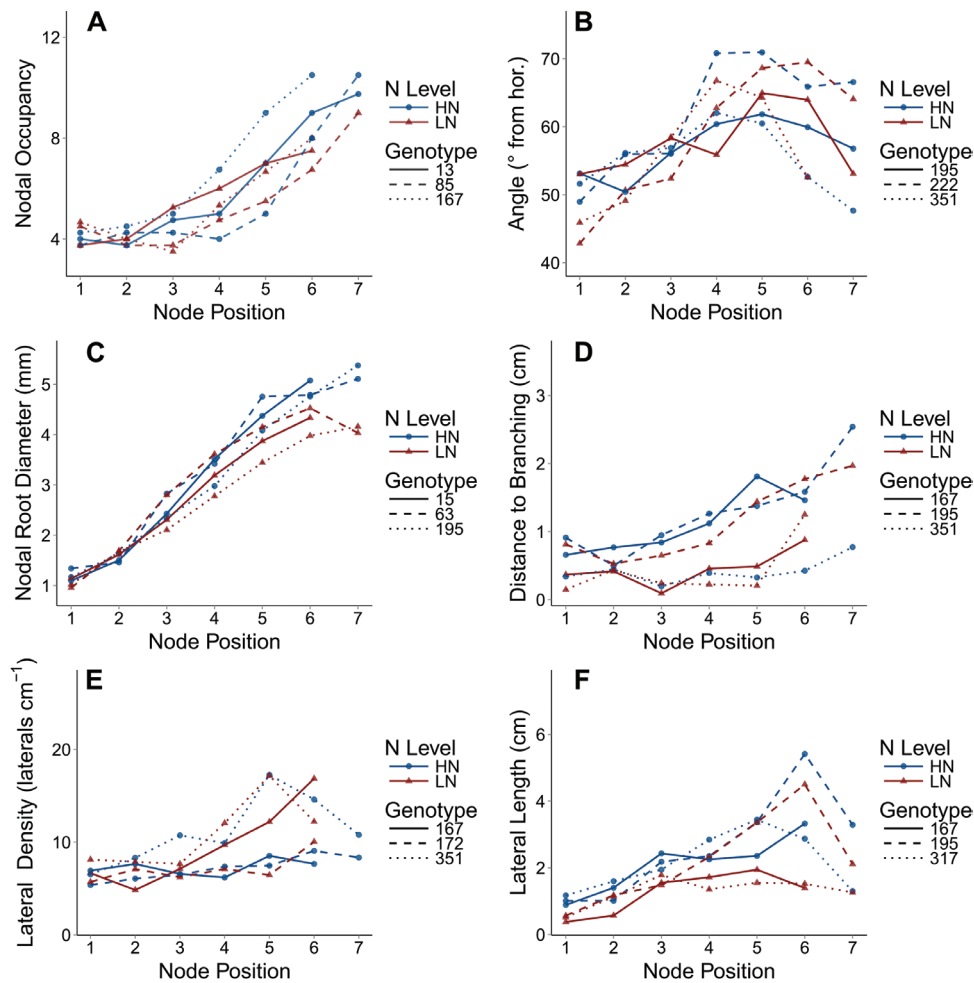 A
Nodal Occupancy
12
8
4
1 2 3 4 5 6 7
Node Position
N Level
HN
LN
Genotype
13
85
167
B
Angle (° from hor.)
70
60
50
40
1 2 3 4 5 6 7
Node Position
N Level
HN
LN
Genotype
195
222
351
C
Nodal Root Diameter (mm)
5
4
3
2
1
1 2 3 4 5 6 7
Node Position
N Level
HN
LN
Genotype
15
63
195
D
Distance to Branching (cm)
3
2
1
0
1 2 3 4 5 6 7
Node Position
N Level
HN
LN
Genotype
167
195
351
E
Lateral Density (laterals cm⁻¹)
20
10
0
1 2 3 4 5 6 7
Node Position
N Level
HN
LN
Genotype
167
172
351
F
Lateral Length (cm)
6
4
2
0
1 2 3 4 5 6 7
Node Position
N Level
HN
LN
Genotype
167
195
317